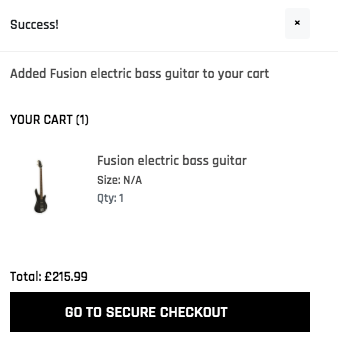 Success!
×
Added Fusion electric bass guitar to your cart
YOUR CART (1)
Fusion electric bass guitar
Size: N/A
Qty: 1
Total: £215.99
GO TO SECURE CHECKOUT